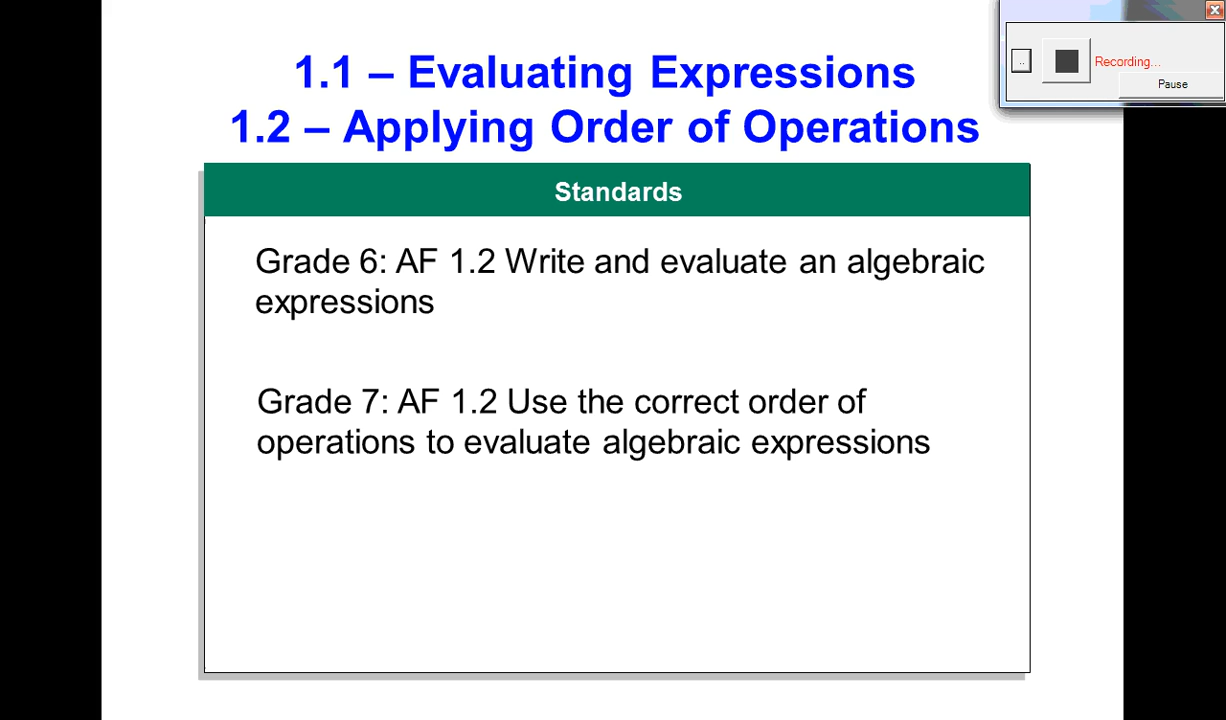 1.1 – Evaluating Expressions
1.2 – Applying Order of Operations
Standards
Grade 6: AF 1.2 Write and evaluate an algebraic
expressions
Grade 7: AF 1.2 Use the correct order of
operations to evaluate algebraic expressions
..
Recording...
Pause